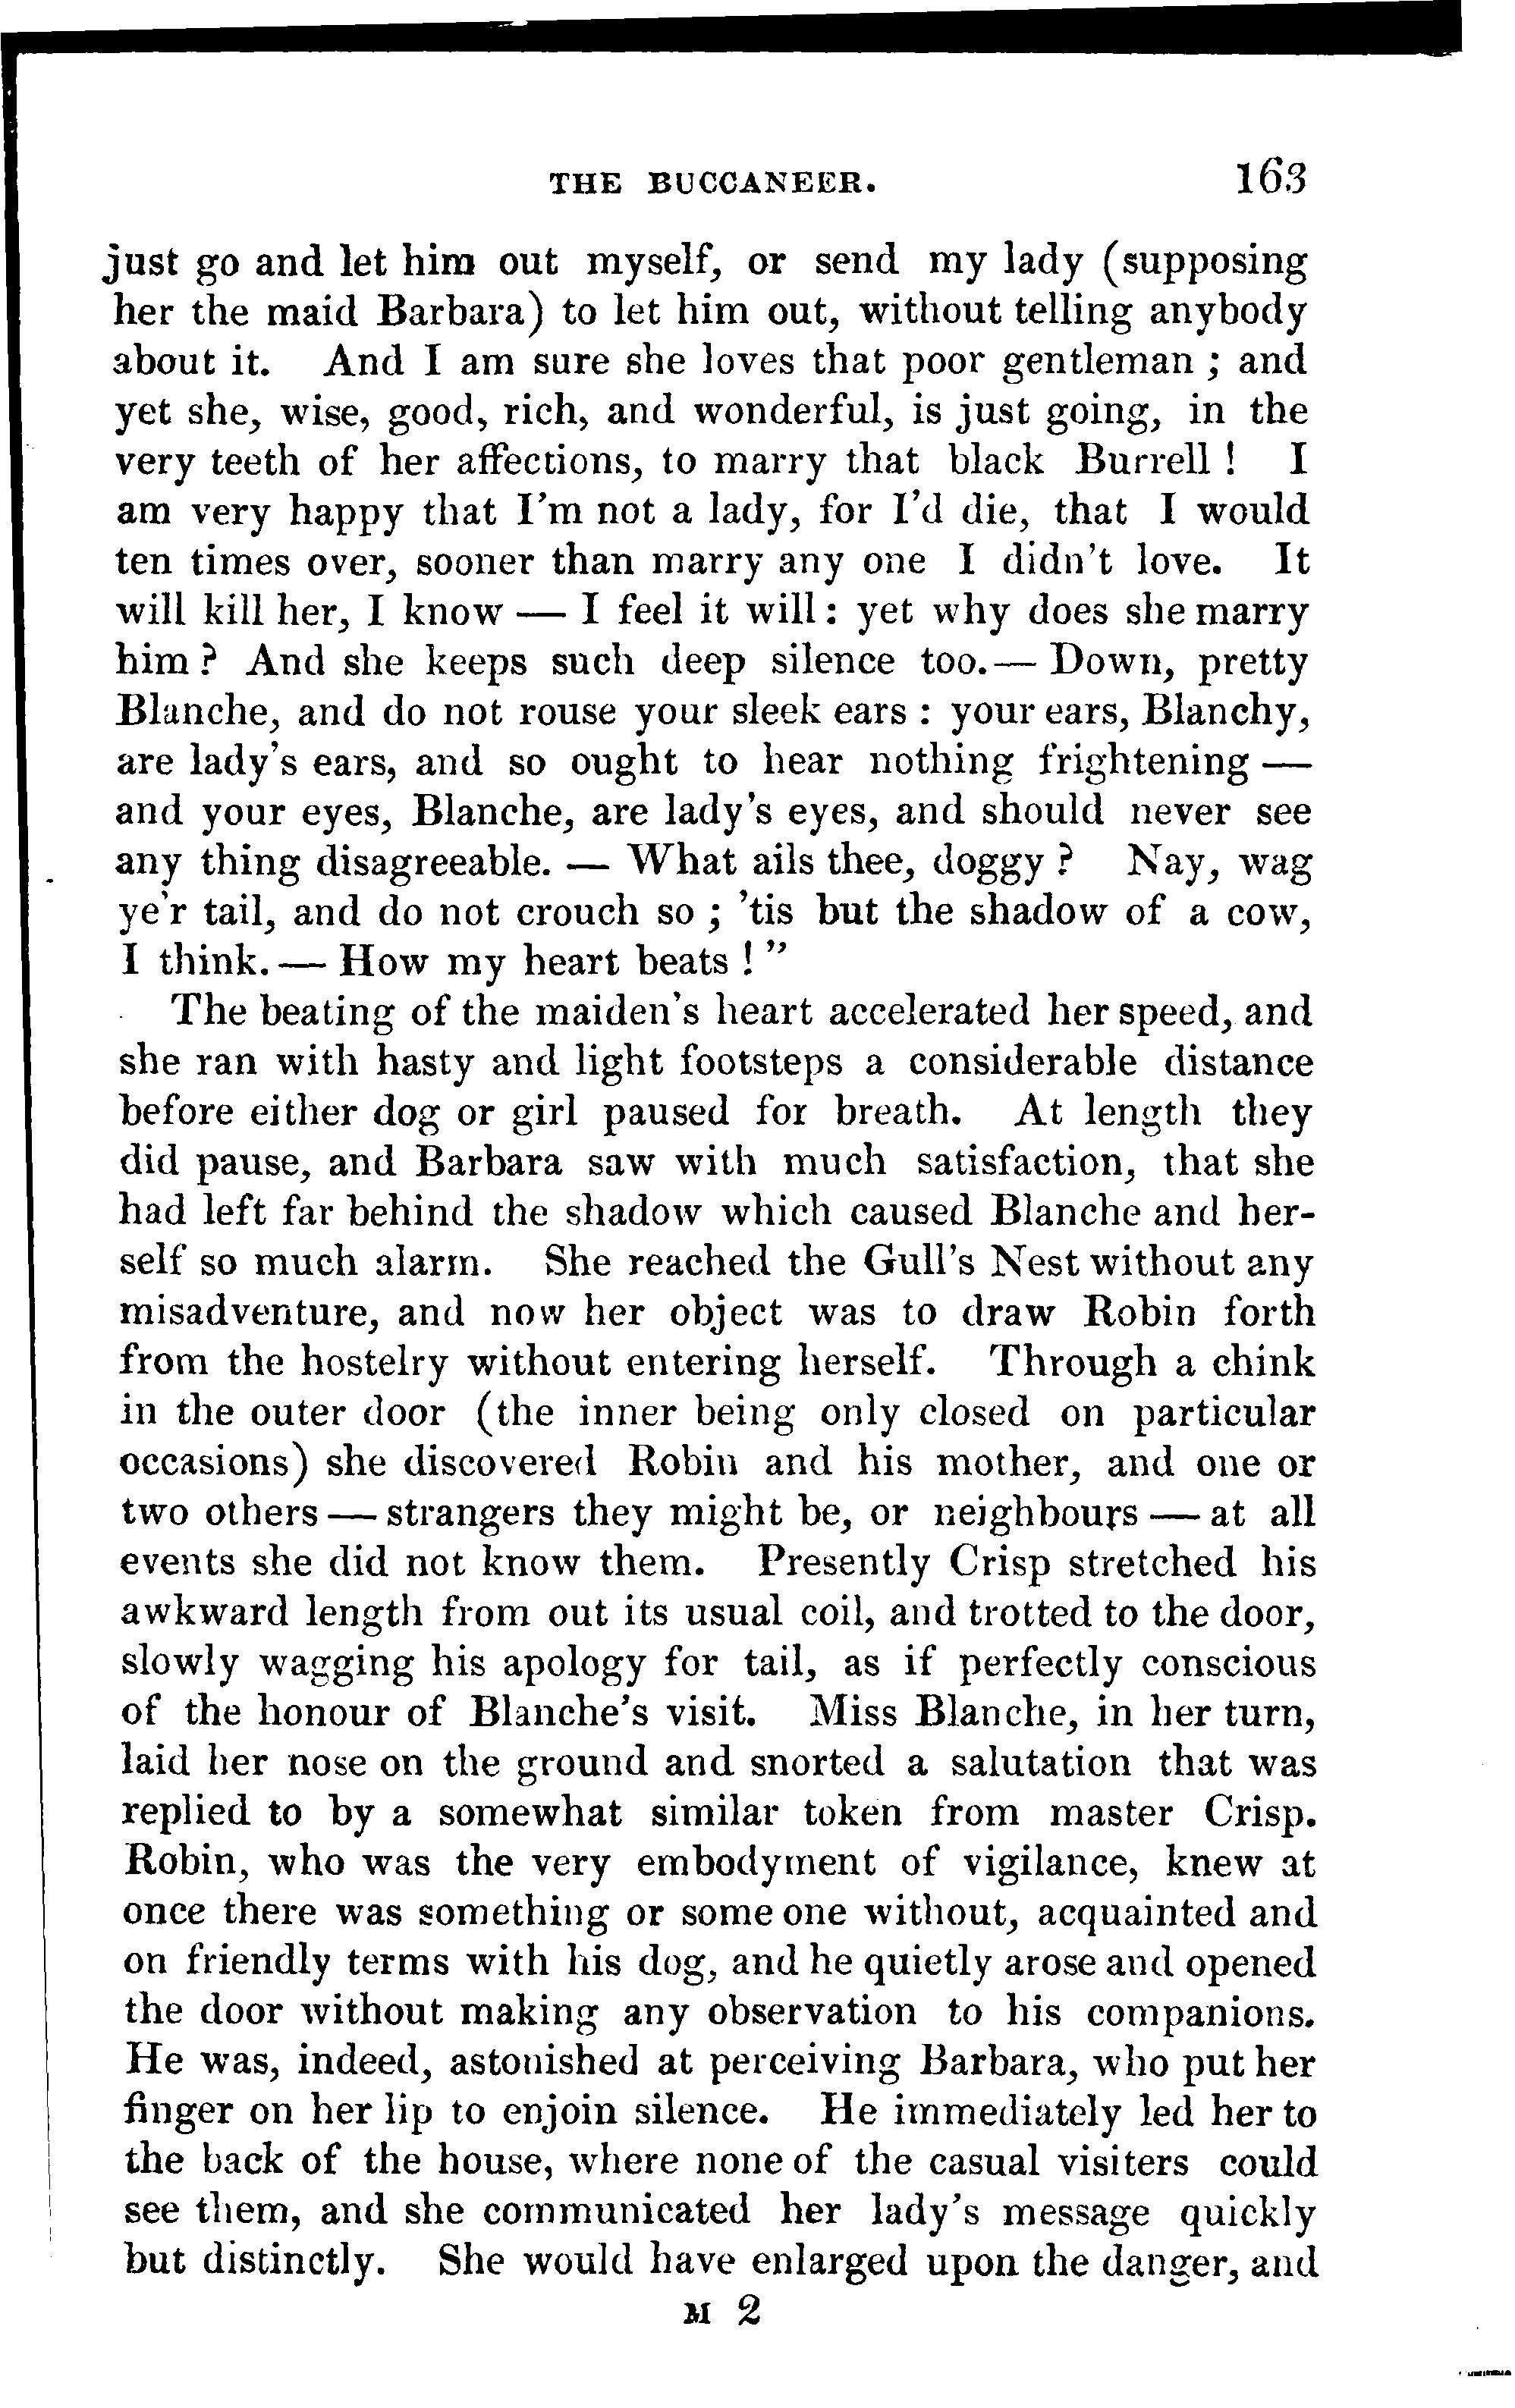 THE BUCCANEER. 163
just go and let him out myself, or send my lady (supposing
her the maid Barbara) to let him out, without telling anybody
about it. And I am sure she loves that poor gentleman ; and
yet she, wise, good, rich, and wonderful, is just going, in the
very teeth of her affections, to marry that black Burrell ! I
am very happy that I'm not a lady, for I'd die, that I would
ten times over, sooner than marry any one I didn't love. It
will kill her, I know — I feel it will : yet why does she marry
him ? And she keeps such deep silence too. — Down, pretty
Blanche, and do not rouse your sleek ears : your ears, Blanchy,
are lady's ears, and so ought to hear nothing frightening —
and your eyes, Blanche, are lady's eyes, and should never see
any thing disagreeable. — What ails thee, doggy ? Nay, wag
ye'r tail, and do not crouch so ; 'tis but the shadow of a cow,
I think. — How my heart beats ! "
The beating of the maiden's heart accelerated her speed, and
she ran with hasty and light footsteps a considerable distance
before either dog or girl paused for breath. At length they
did pause, and Barbara saw with much satisfaction, that she
had left far behind the shadow which caused Blanche and her-
self so much alarm. She reached the Gull's Nest without any
misadventure, and now her object was to draw Robin forth
from the hostelry without entering herself. Through a chink
in the outer door (the inner being only closed on particular
occasions) she discovered Robin and his mother, and one or
two others — strangers they might be, or neighbours — at all
events she did not know them. Presently Crisp stretched his
awkward length from out its usual coil, and trotted to the door,
slowly wagging his apology for tail, as if perfectly conscious
of the honour of Blanche's visit. Miss Blanche, in her turn,
laid her nose on the ground and snorted a salutation that was
replied to by a somewhat similar token from master Crisp.
Robin, who was the very embodyment of vigilance, knew at
once there was something or some one without, acquainted and
on friendly terms with his dog, and he quietly arose and opened
the door without making any observation to his companions.
He was, indeed, astonished at perceiving Barbara, who put her
finger on her lip to enjoin silence. He immediately led her to
the back of the house, where none of the casual visiters could
see them, and she communicated her lady's message quickly
but distinctly. She would have enlarged upon the danger, and
M 2